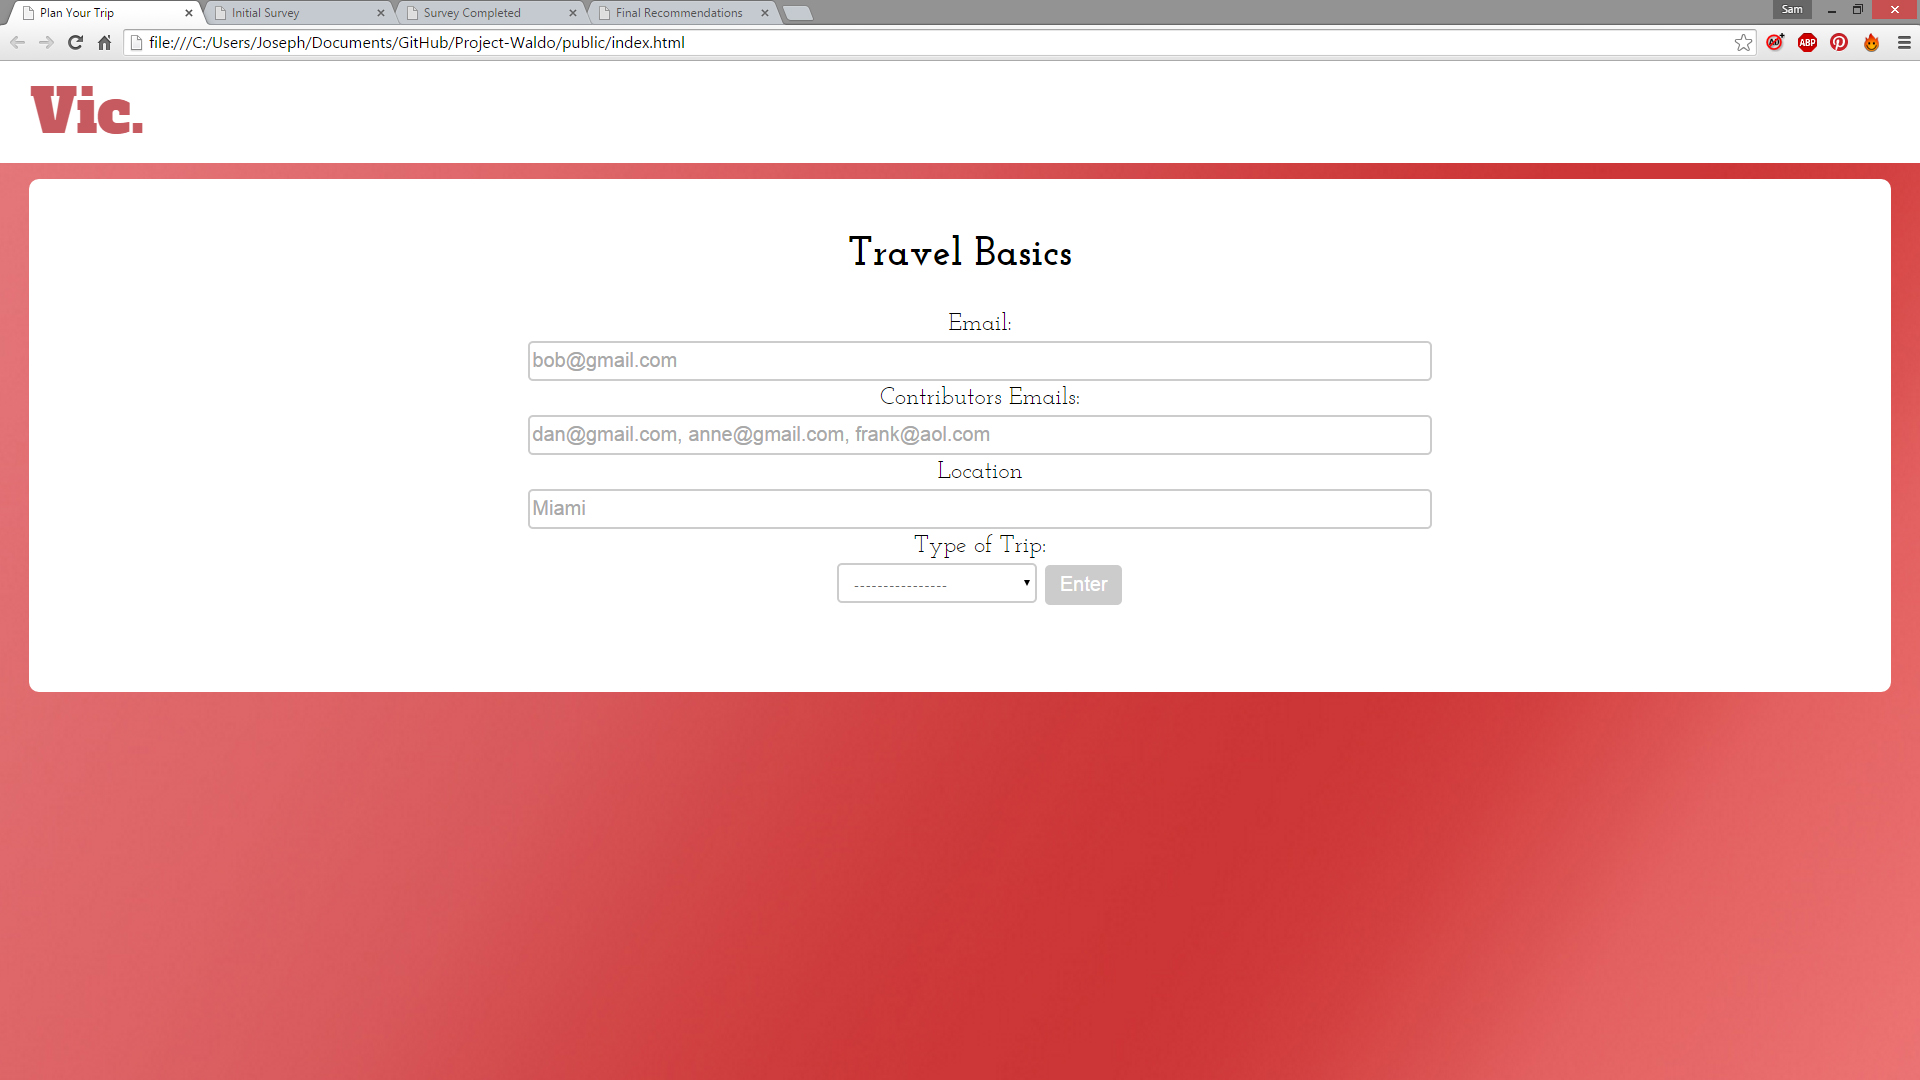 Plan Your Trip
Initial Survey
Survey Completed
Final Recommendations
Sam
file:///C:/Users/Joseph/Documents/GitHub/Project-Waldo/public/index.html
ABP
Vic.
Travel Basics
Email:
bob@gmail.com
Contributors Emails:
dan@gmail.com, anne@gmail.com, frank@aol.com
Location
Miami
Type of Trip:
----------------
Enter